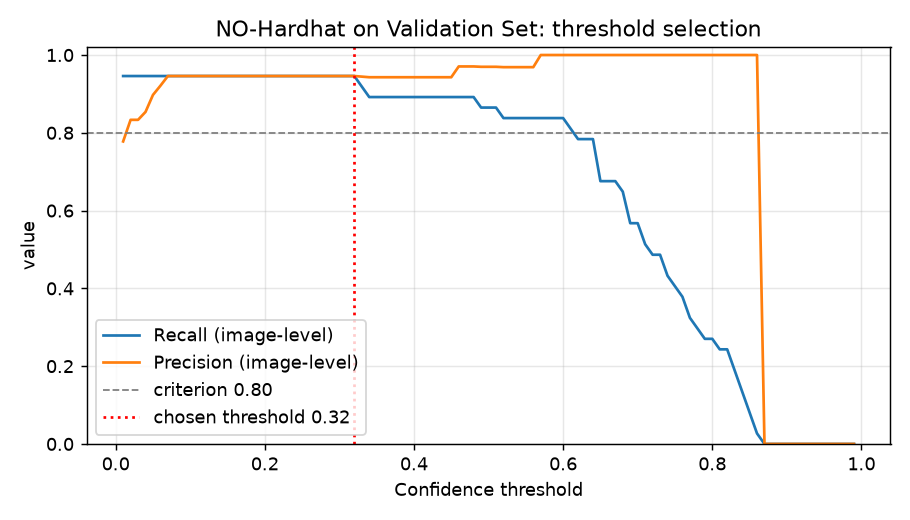 NO-Hardhat on Validation Set: threshold selection
1.0
0.8
0.6
0.4
0.2
0.0
value
Recall (image-level)
Precision (image-level)
criterion 0.80
chosen threshold 0.32
0.0 0.2 0.4 0.6 0.8 1.0
Confidence threshold